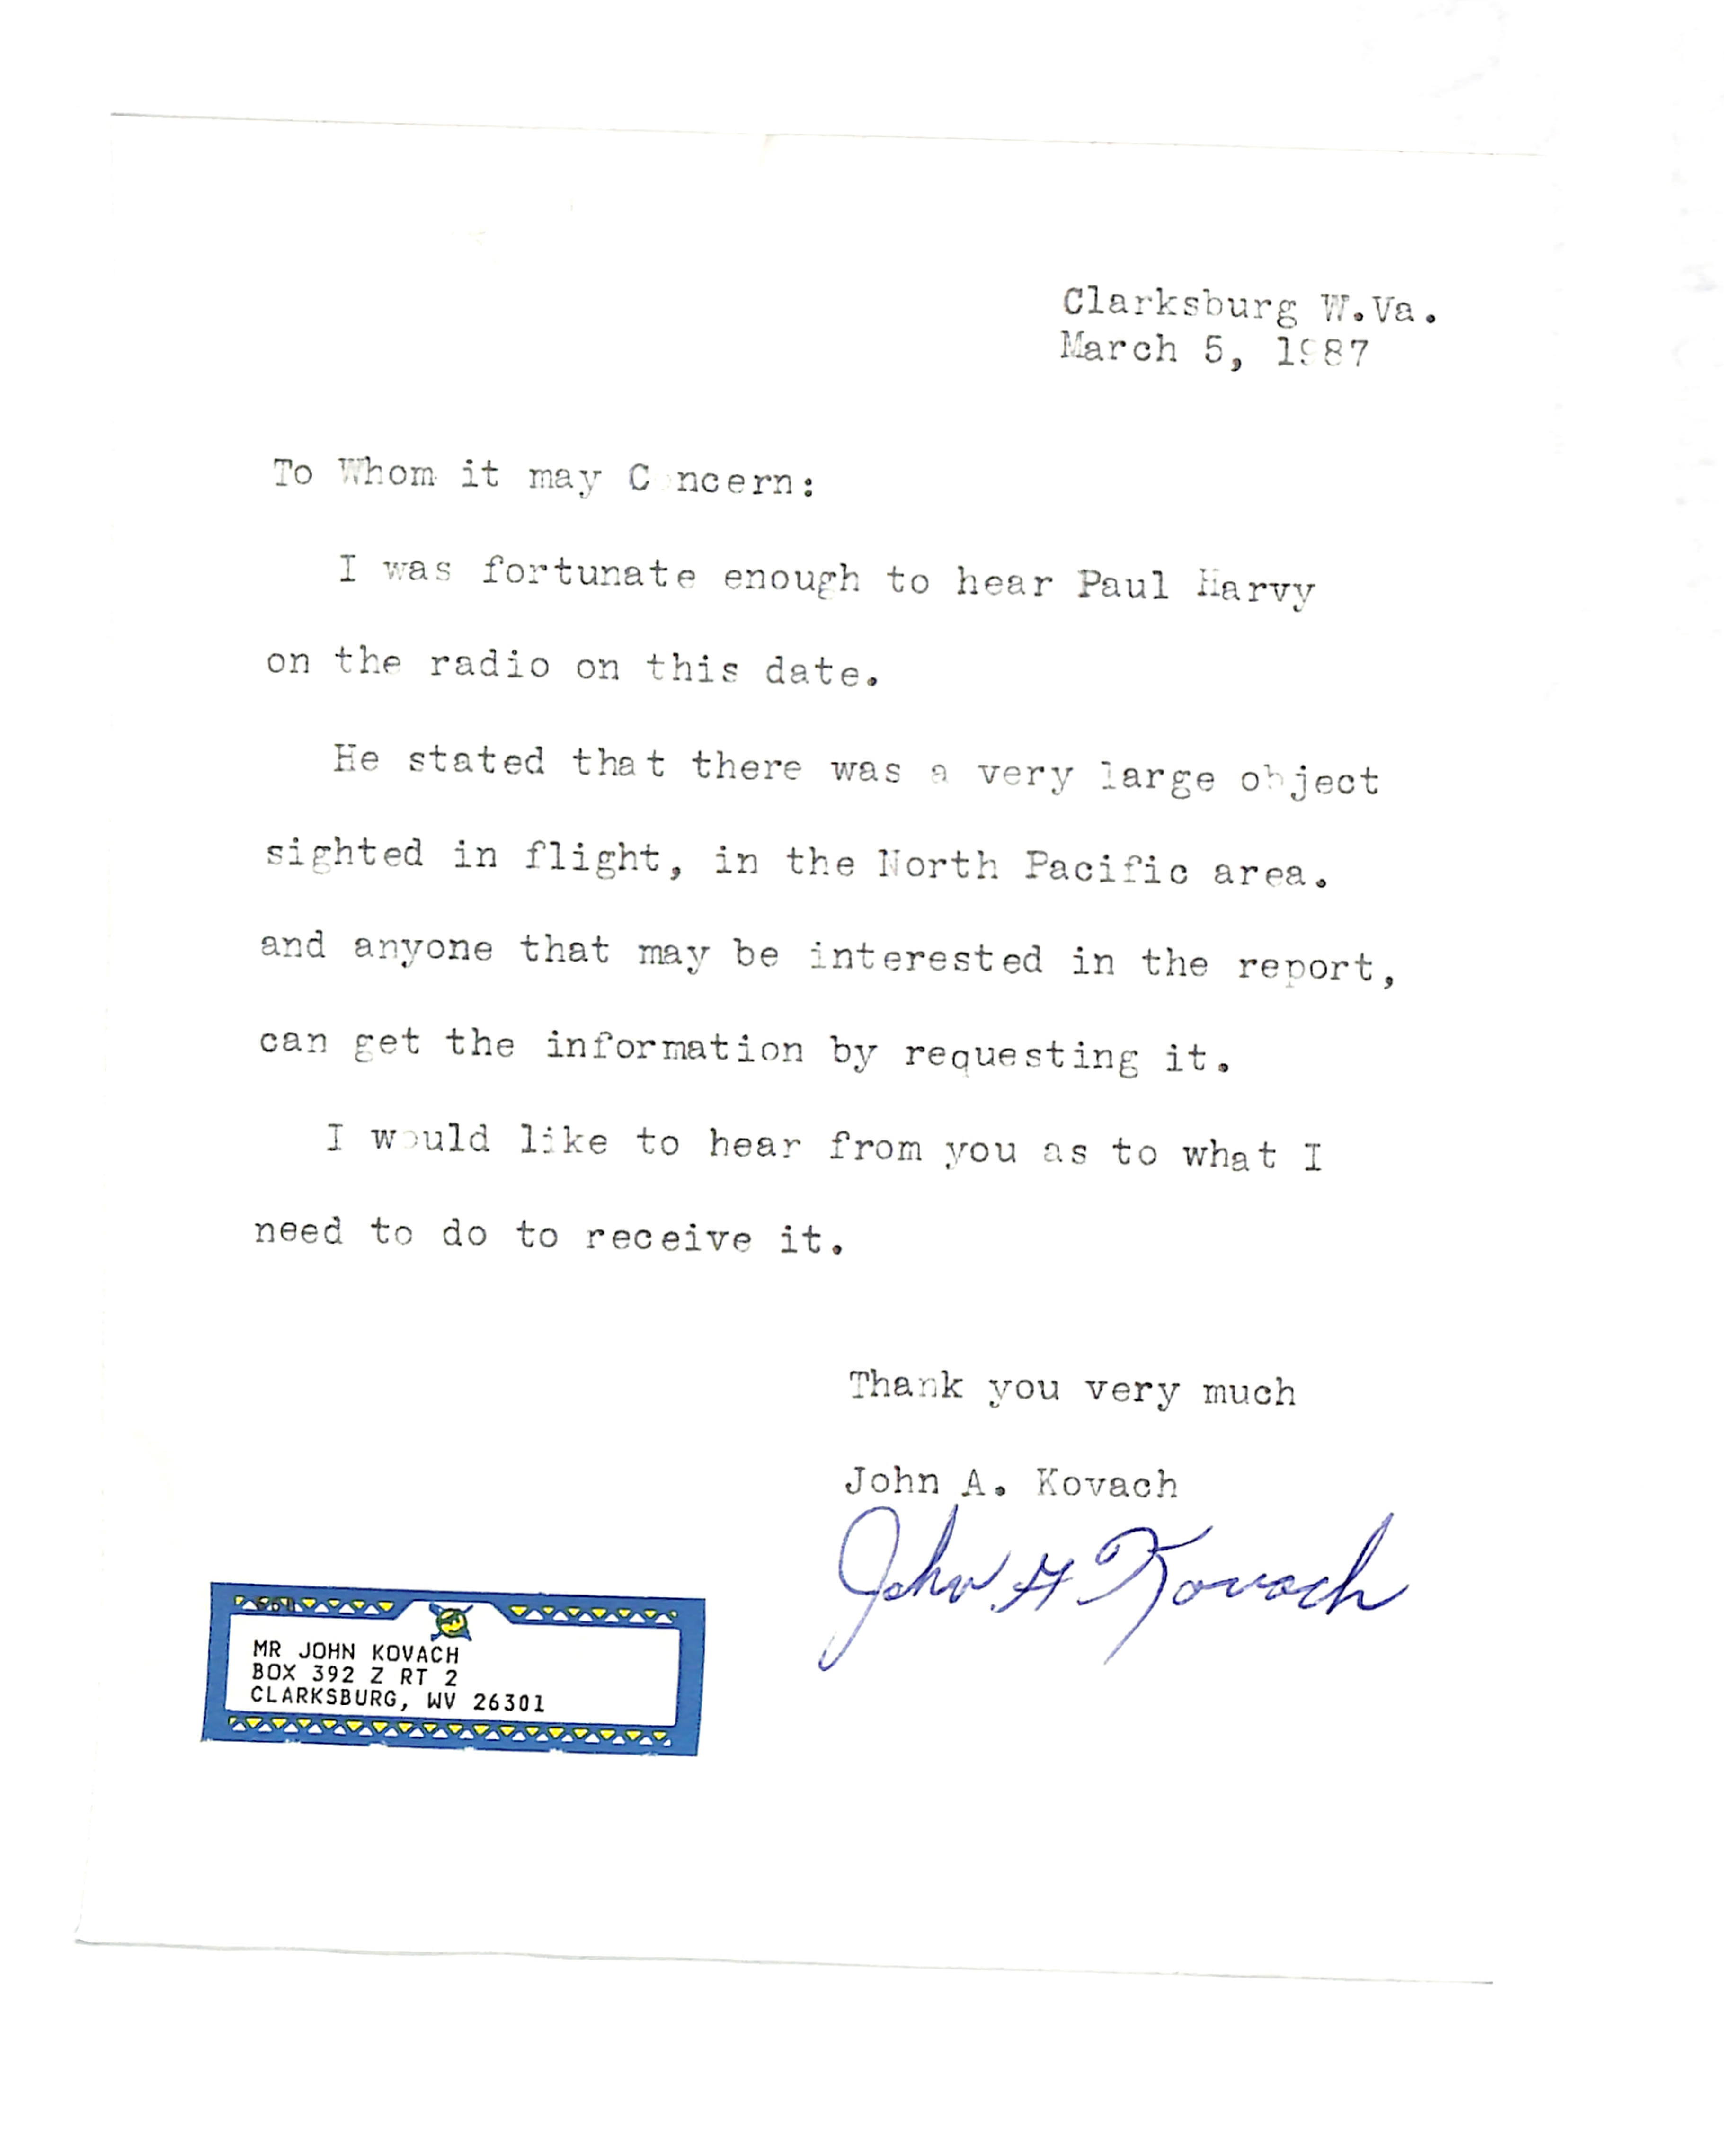 Clarksburg W.Va.
March 5, 1987
To Whom it may C ncern:
I was fortunate enough to hear Paul Harvy
on the radio on this date.
He stated that there was a very large object
sighted in flight, in the North Pacific area.
and anyone that may be interested in the report,
can get the information by requesting it.
I would like to hear from you as to what I
need to do to receive it.
Thank you very much
John A. Kovach
John A Kovach
MR JOHN KOVACH
BOX 392 Z RT 2
CLARKSBURG, WV 26301